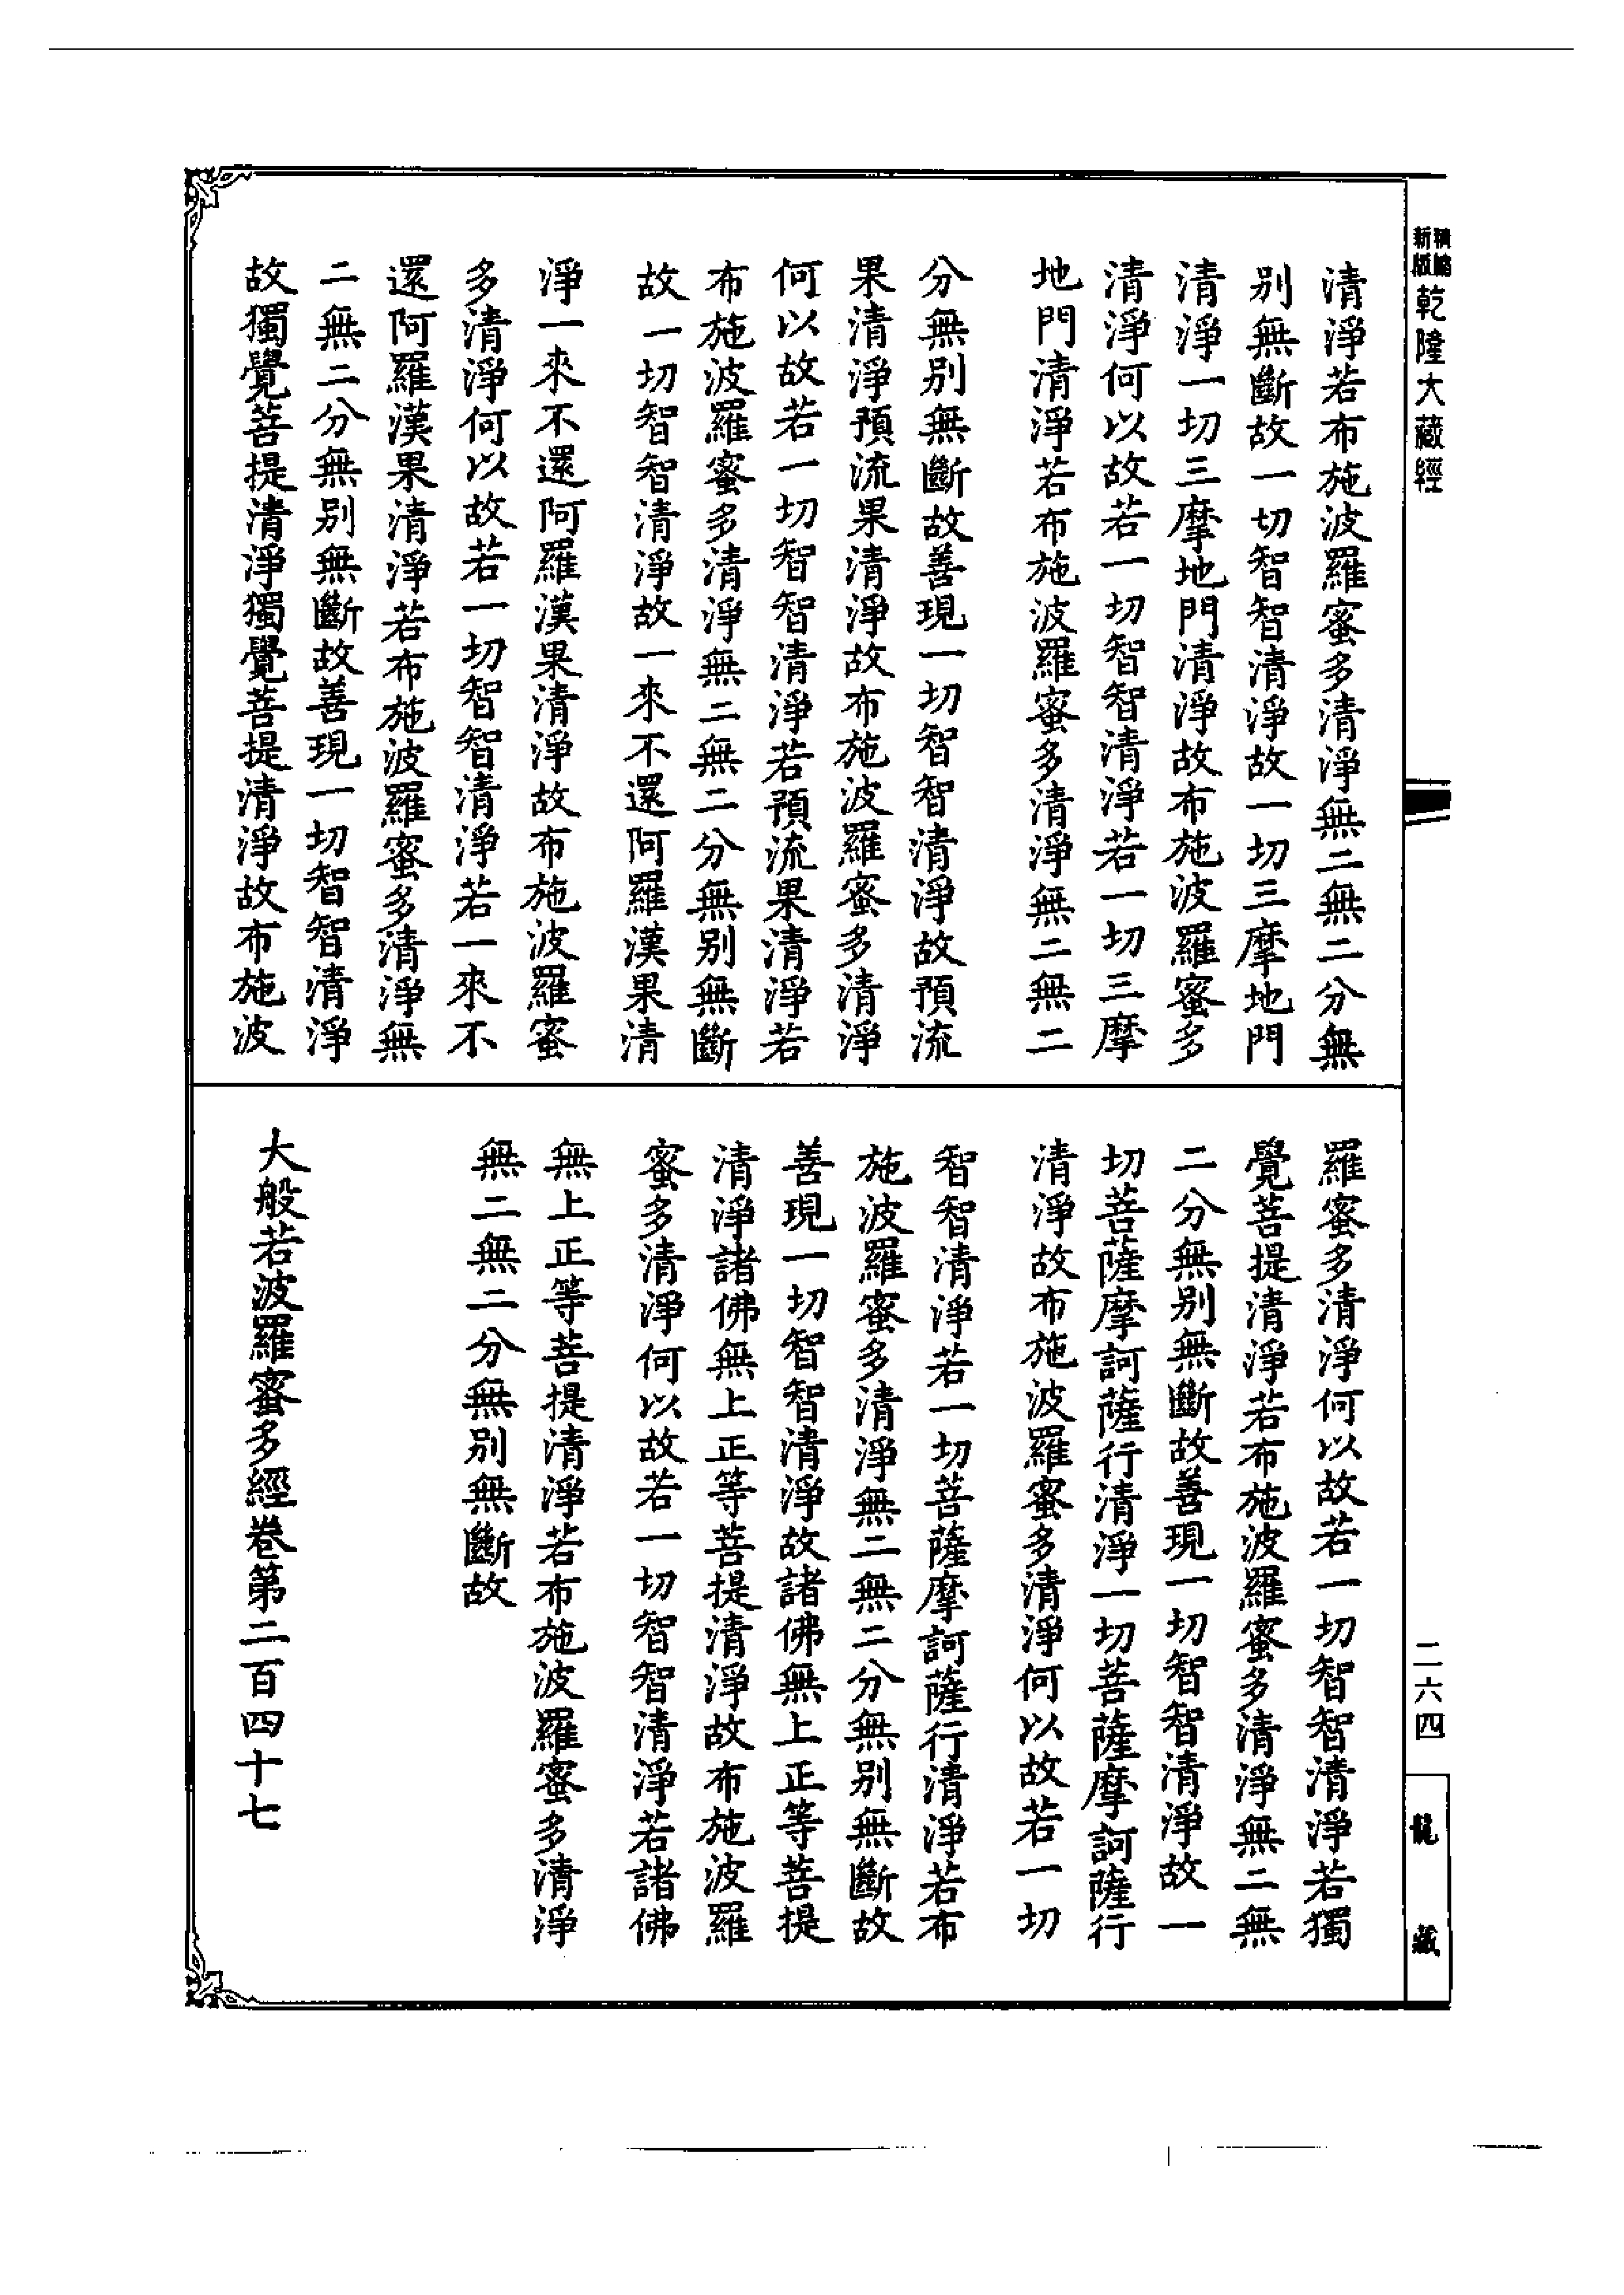 新版精縮乾隆大藏經
清淨若布施波羅蜜多清淨無二無二分無
別無斷故一切智智清淨故一切三摩地門
清淨一切三摩地門清淨故布施波羅蜜多
清淨何以故若一切智智清淨若一切三摩
地門清淨若布施波羅蜜多清淨無二無二
分無別無斷故善現一切智智清淨故預流
果清淨預流果清淨故布施波羅蜜多清淨
何以故若一切智智清淨若預流果清淨若
布施波羅蜜多清淨無二無二分無別無斷
故一切智智清淨故一來不還阿羅漢果清
淨一來不還阿羅漢果清淨故布施波羅蜜
多清淨何以故若一切智智清淨若一來不
還阿羅漢果清淨若布施波羅蜜多清淨無
二無二分無別無斷故善現一切智智清淨
故獨覺菩提清淨獨覺菩提清淨故布施波
羅蜜多清淨何以故若一切智智清淨若獨
覺菩提清淨若布施波羅蜜多清淨無二無
二分無別無斷故善現一切智智清淨故一
切菩薩摩訶薩行清淨一切菩薩摩訶薩行
清淨故布施波羅蜜多清淨何以故若一切
智智清淨若一切菩薩摩訶薩行清淨若布
施波羅蜜多清淨無二無二分無別無斷故
善現一切智智清淨故諸佛無上正等菩提
清淨諸佛無上正等菩提清淨故布施波羅
蜜多清淨何以故若一切智智清淨若諸佛
無上正等菩提清淨若布施波羅蜜多清淨
無二無二分無別無斷故
大般若波羅蜜多經卷第二百四十七
二六四
龍藏